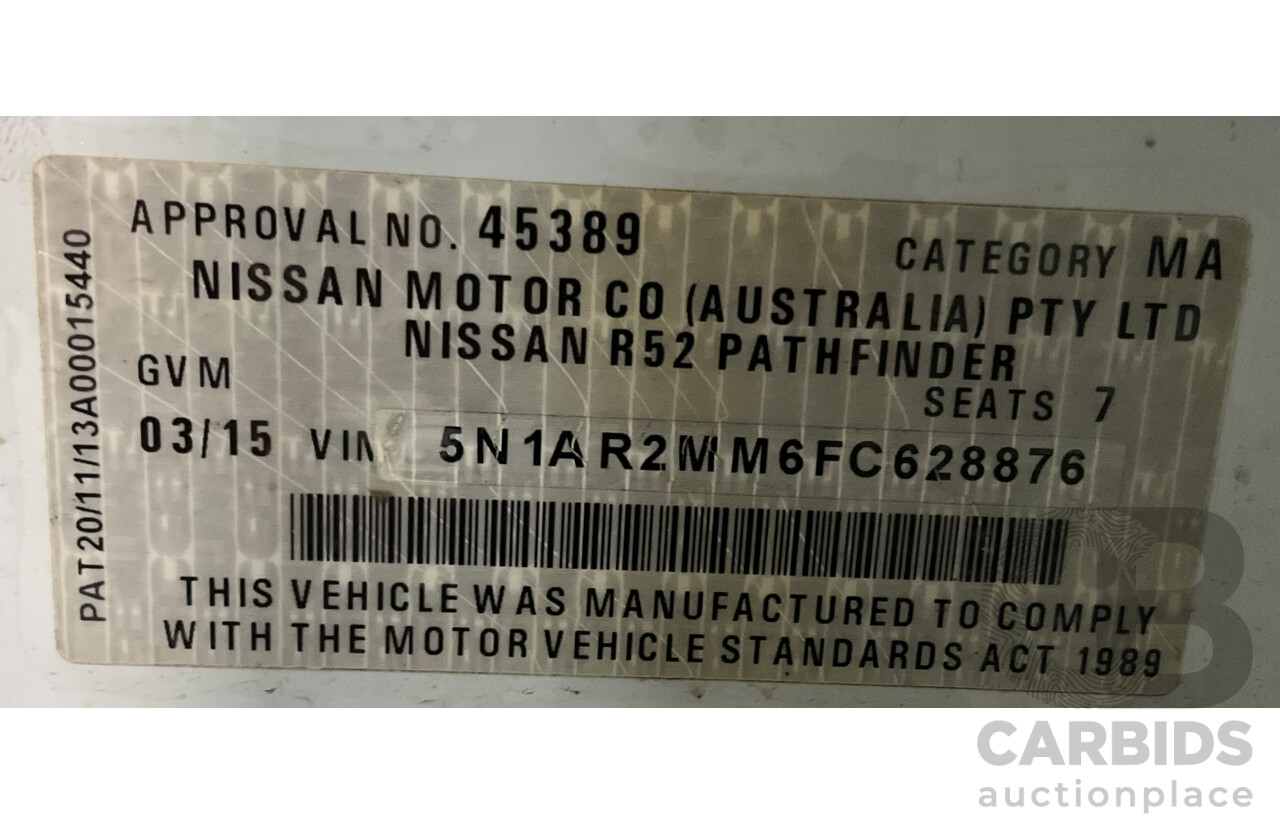 APPROVAL NO. 45389 CATEGORY MA
NISSAN MOTOR CO (AUSTRALIA) PTY LTD
NISSAN R52 PATHFINDER
GVM SEATS 7
03/15 VIN 5N1AR2MM6FC628876
THIS VEHICLE WAS MANUFACTURED TO COMPLY
WITH THE MOTOR VEHICLE STANDARDS ACT 1989
PAT20/11/13A00015440
CARBIDS
auctionplace